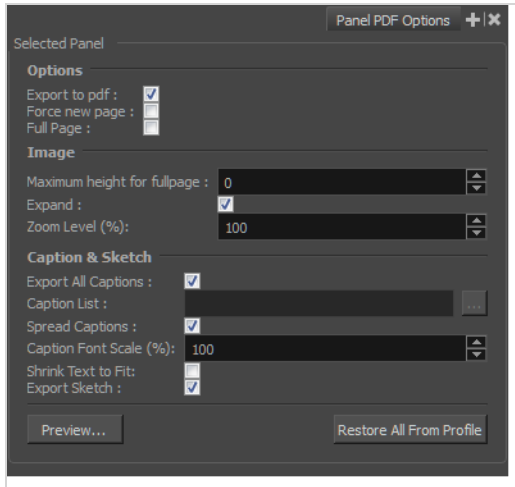 Panel PDF Options
Selected Panel
Options
Export to pdf :
Force new page :
Full Page :
Image
Maximum height for fullpage : 0
Expand :
Zoom Level (%): 100
Caption & Sketch
Export All Captions :
Caption List : ...
Spread Captions :
Caption Font Scale (%): 100
Shrink Text to Fit:
Export Sketch :
Preview... Restore All From Profile